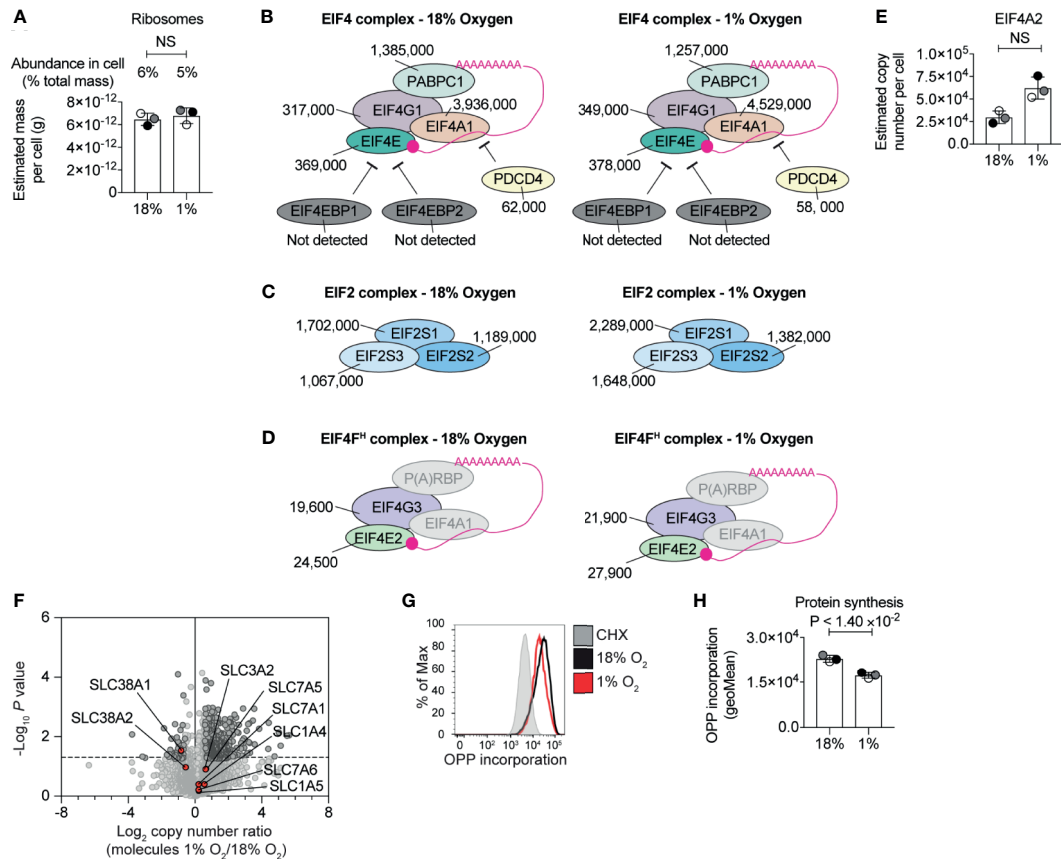 A
Ribosomes
NS
Abundance in cell
(% total mass)
6% 5%
Estimated mass
per cell (g)
8×10⁻¹²
6×10⁻¹²
4×10⁻¹²
2×10⁻¹²
0
18% 1%
B
EIF4 complex - 18% Oxygen
1,385,000
AAAAAAAAA
PABPC1
317,000
EIF4G1
3,936,000
EIF4A1
EIF4E
369,000
PDCD4
62,000
EIF4EBP1
EIF4EBP2
Not detected
Not detected
EIF4 complex - 1% Oxygen
1,257,000
AAAAAAAAA
PABPC1
349,000
EIF4G1
4,529,000
EIF4A1
EIF4E
378,000
PDCD4
58, 000
EIF4EBP1
EIF4EBP2
Not detected
Not detected
E
EIF4A2
NS
Estimated copy
number per cell
1.0×10⁵
7.5×10⁴
5.0×10⁴
2.5×10⁴
0
18% 1%
C
EIF2 complex - 18% Oxygen
1,702,000
EIF2S1
1,189,000
EIF2S3
EIF2S2
1,067,000
EIF2 complex - 1% Oxygen
2,289,000
EIF2S1
1,382,000
EIF2S3
EIF2S2
1,648,000
D
EIF4Fᴴ complex - 18% Oxygen
AAAAAAAAA
P(A)RBP
19,600
EIF4G3
EIF4A1
EIF4E2
24,500
EIF4Fᴴ complex - 1% Oxygen
AAAAAAAAA
P(A)RBP
21,900
EIF4G3
EIF4A1
EIF4E2
27,900
F
-Log₁₀ P value
6
4
2
0
SLC3A2
SLC38A1
SLC7A5
SLC38A2
SLC7A1
SLC1A4
SLC7A6
SLC1A5
-8 -4 0 4 8
Log₂ copy number ratio
(molecules 1% O₂/18% O₂)
G
% of Max
100
80
60
40
20
0
0 10² 10³ 10⁴ 10⁵
OPP incorporation
CHX
18% O₂
1% O₂
H
Protein synthesis
P < 1.40 ×10⁻²
OPP incorporation
(geoMean)
3.0×10⁴
1.5×10⁴
0.0
18% 1%